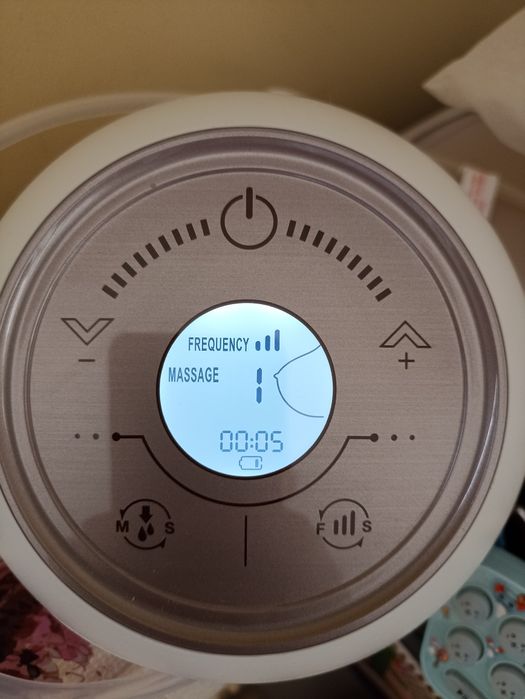 FREQUENCY
MASSAGE 1
00:05
−
+
M S
F S